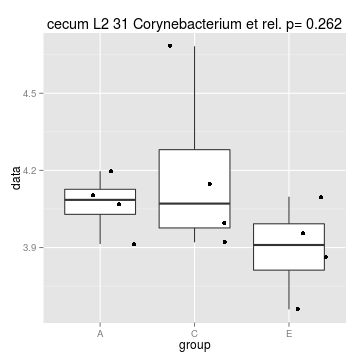 cecum L2 31 Corynebacterium et rel. p= 0.262
data
4.5
4.2
3.9
A C E
group